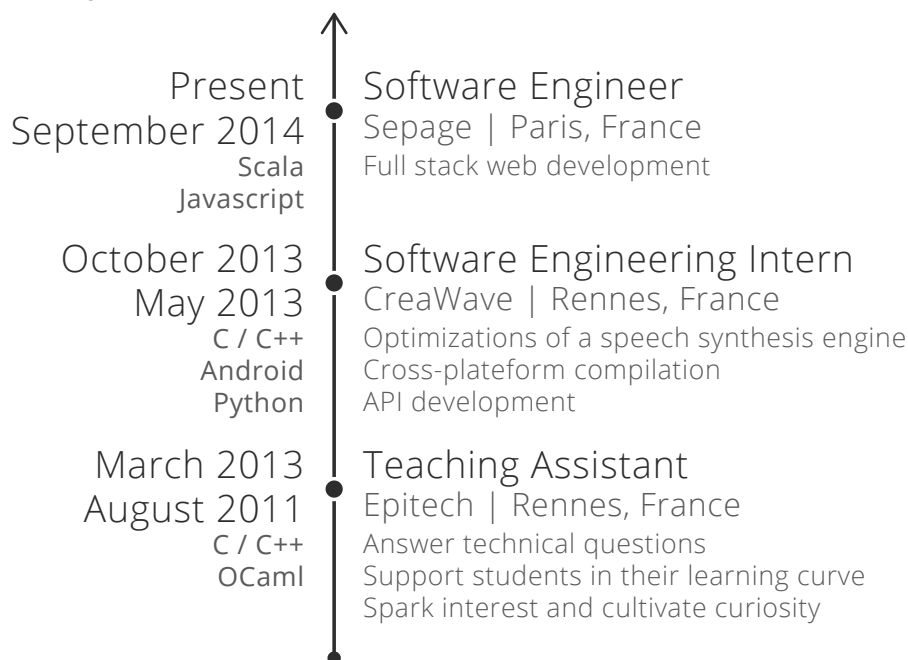 Present
September 2014
Scala
Javascript
Software Engineer
Sepage | Paris, France
Full stack web development
October 2013
May 2013
C / C++
Android
Python
Software Engineering Intern
CreaWave | Rennes, France
Optimizations of a speech synthesis engine
Cross-plateform compilation
API development
March 2013
August 2011
C / C++
OCaml
Teaching Assistant
Epitech | Rennes, France
Answer technical questions
Support students in their learning curve
Spark interest and cultivate curiosity